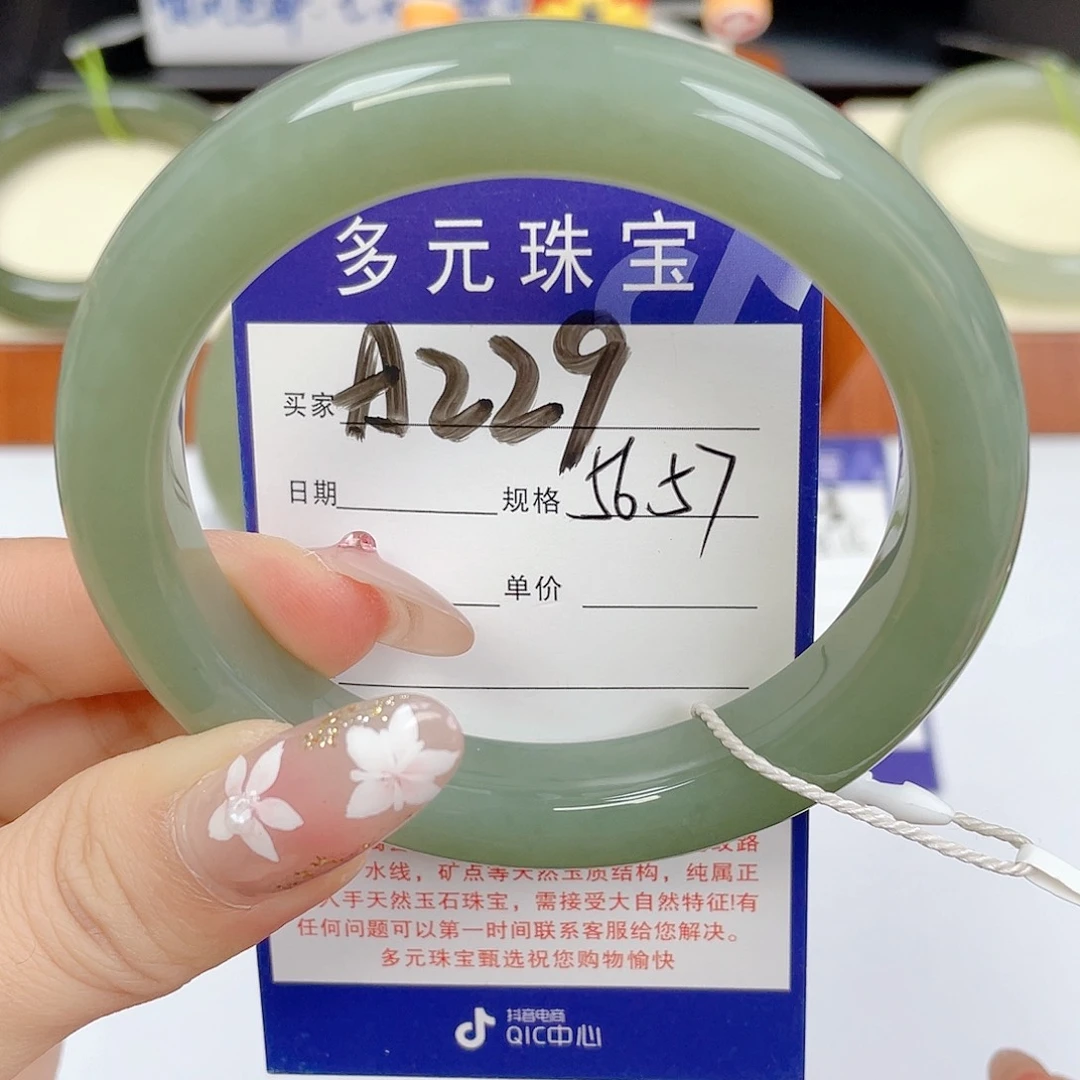 多元珠宝
买家 A229
日期 规格 56.57
单价
水线，矿点等天然玉质结构，纯属正
入手天然玉石珠宝，需接受大自然特征!有
任何问题可以第一时间联系客服给您解决。
多元珠宝甄选祝您购物愉快
抖音电商
QIC中心